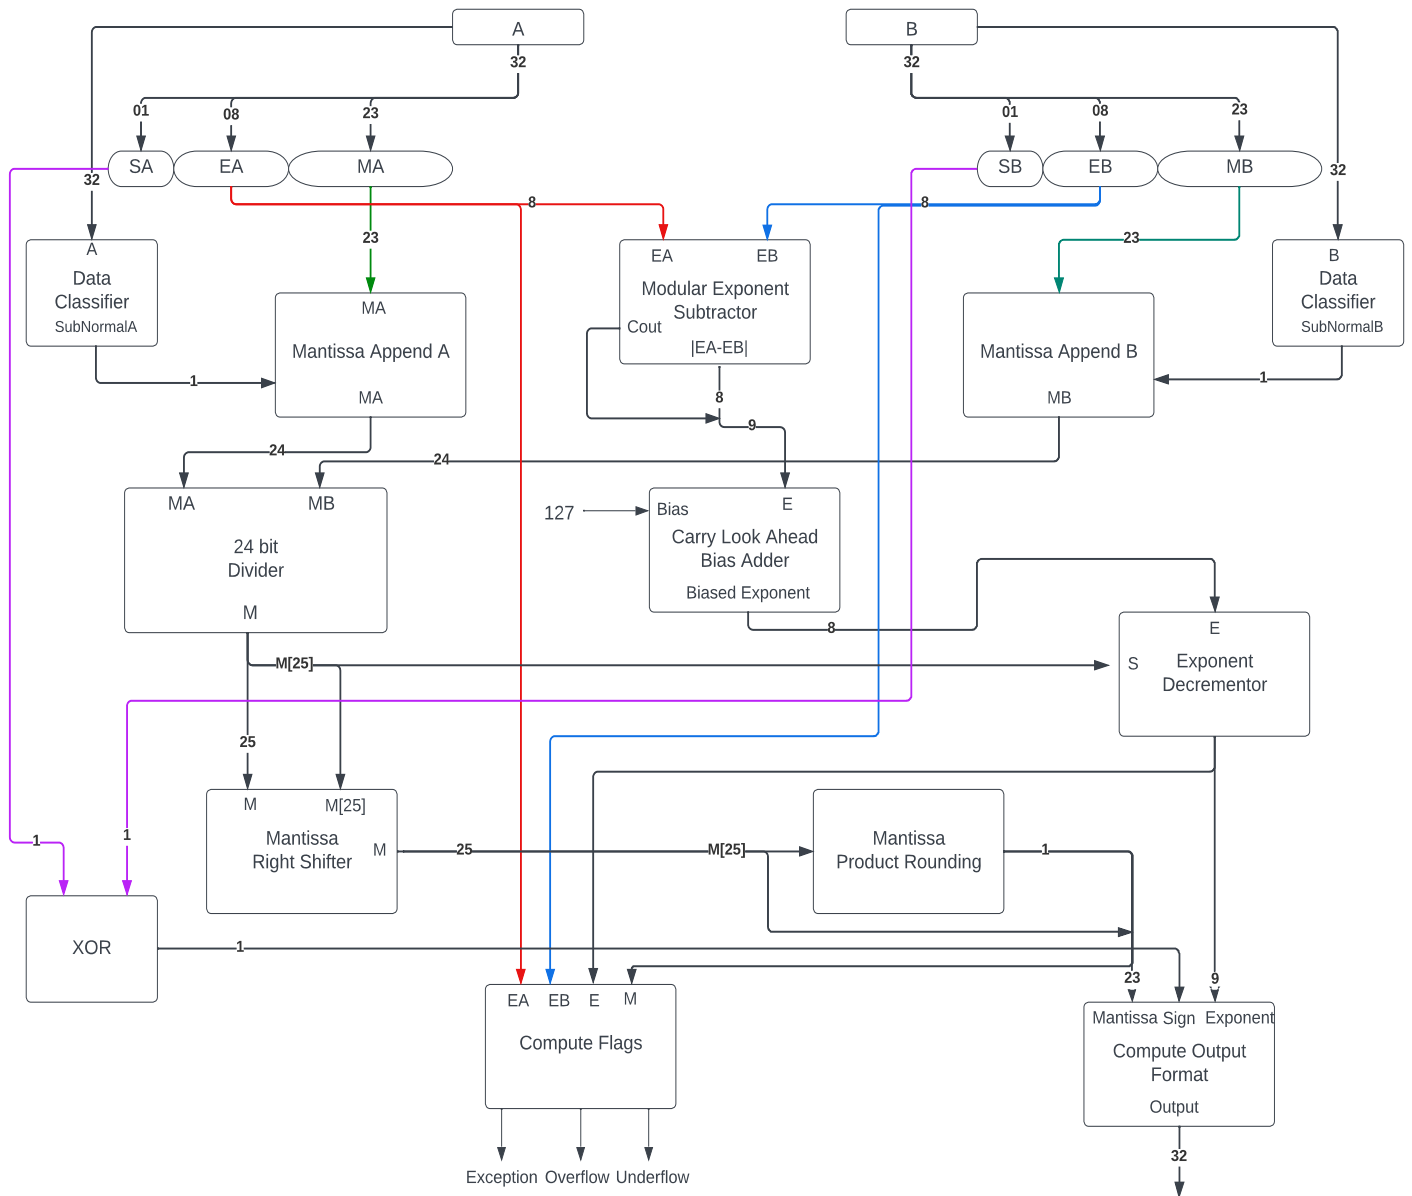 A
B
32
32
01
08
23
01
08
23
SA
EA
MA
SB
EB
MB
32
32
8
8
23
23
A
Data
Classifier
SubNormalA
MA
Mantissa Append A
MA
EA
EB
Modular Exponent
Subtractor
Cout
|EA-EB|
Mantissa Append B
MB
B
Data
Classifier
SubNormalB
1
1
8
9
24
24
MA
MB
24 bit
Divider
M
127
Bias
E
Carry Look Ahead
Bias Adder
Biased Exponent
8
E
S
Exponent
Decrementor
M[25]
25
M
M[25]
Mantissa
Right Shifter
M
25
M[25]
Mantissa
Product Rounding
1
1
1
XOR
1
23
9
EA
EB
E
M
Compute Flags
Mantissa
Sign
Exponent
Compute Output
Format
Output
32
Exception
Overflow
Underflow